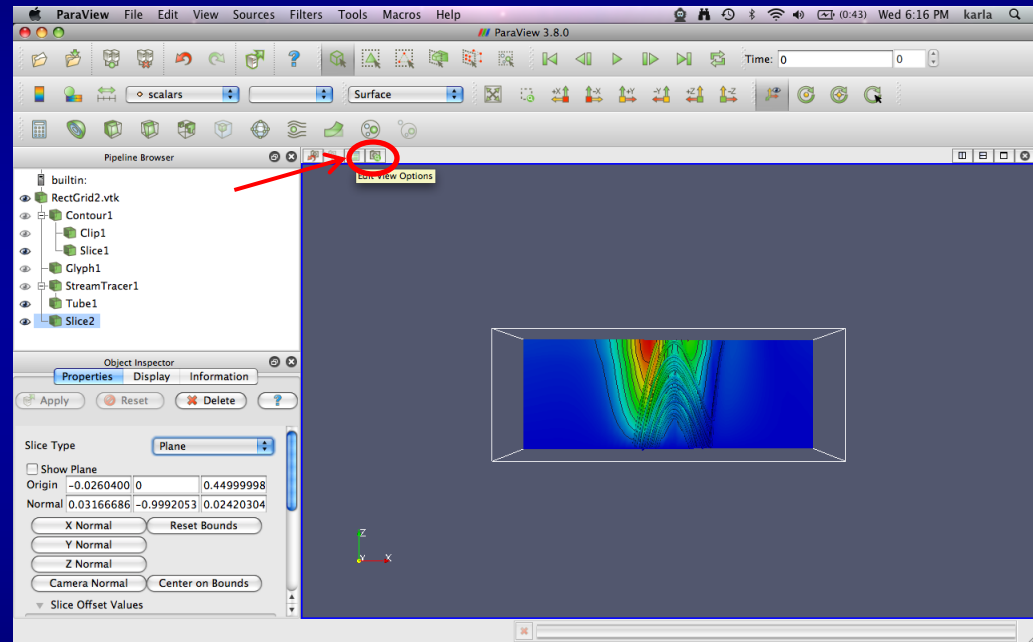 ParaView File Edit View Sources Filters Tools Macros Help (0:43) Wed 6:16 PM karla
ParaView 3.8.0
Time: 0 0
scalars Surface +X -X +Y -Y +Z -Z
Pipeline Browser
Edit View Options
builtin:
RectGrid2.vtk
Contour1
Clip1
Slice1
Glyph1
StreamTracer1
Tube1
Slice2
Object Inspector
Properties Display Information
Apply Reset Delete ?
Slice Type Plane
Show Plane
Origin -0.0260400 0 0.44999998
Normal 0.03166686 -0.9992053 0.02420304
X Normal Reset Bounds
Y Normal
Z Normal
Camera Normal Center on Bounds
Slice Offset Values
Z
Y X